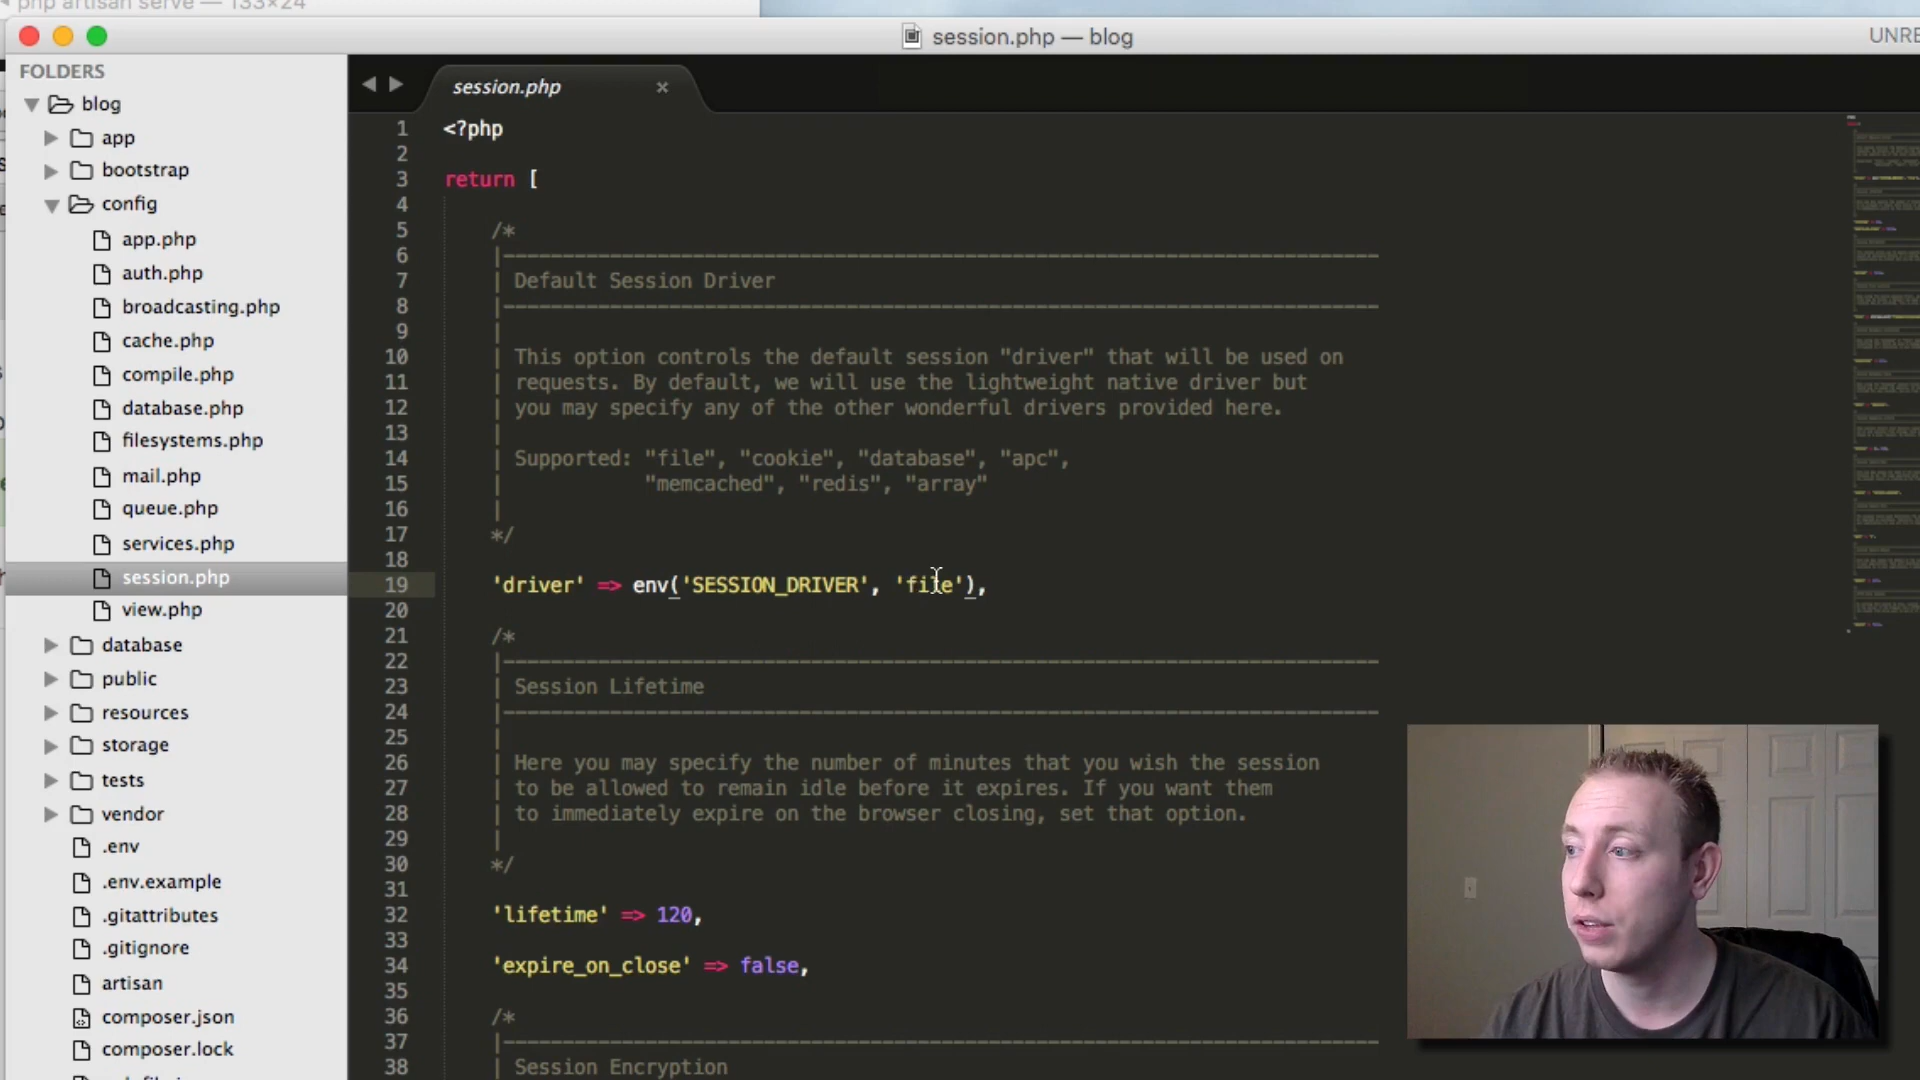 php artisan serve — 133×24
session.php — blog
UNRE
FOLDERS
blog
app
bootstrap
config
app.php
auth.php
broadcasting.php
cache.php
compile.php
database.php
filesystems.php
mail.php
queue.php
services.php
session.php
view.php
database
public
resources
storage
tests
vendor
.env
.env.example
.gitattributes
.gitignore
artisan
composer.json
composer.lock
session.php ×
1 <?php
2
3 return [
4
5 /*
6 |--------------------------------------------------------------------------
7 | Default Session Driver
8 |--------------------------------------------------------------------------
9 |
10 | This option controls the default session "driver" that will be used on
11 | requests. By default, we will use the lightweight native driver but
12 | you may specify any of the other wonderful drivers provided here.
13 |
14 | Supported: "file", "cookie", "database", "apc",
15 | "memcached", "redis", "array"
16 |
17 */
18
19 'driver' => env('SESSION_DRIVER', 'file'),
20
21 /*
22 |--------------------------------------------------------------------------
23 | Session Lifetime
24 |--------------------------------------------------------------------------
25 |
26 | Here you may specify the number of minutes that you wish the session
27 | to be allowed to remain idle before it expires. If you want them
28 | to immediately expire on the browser closing, set that option.
29 |
30 */
31
32 'lifetime' => 120,
33
34 'expire_on_close' => false,
35
36 /*
37 |--------------------------------------------------------------------------
38 | Session Encryption